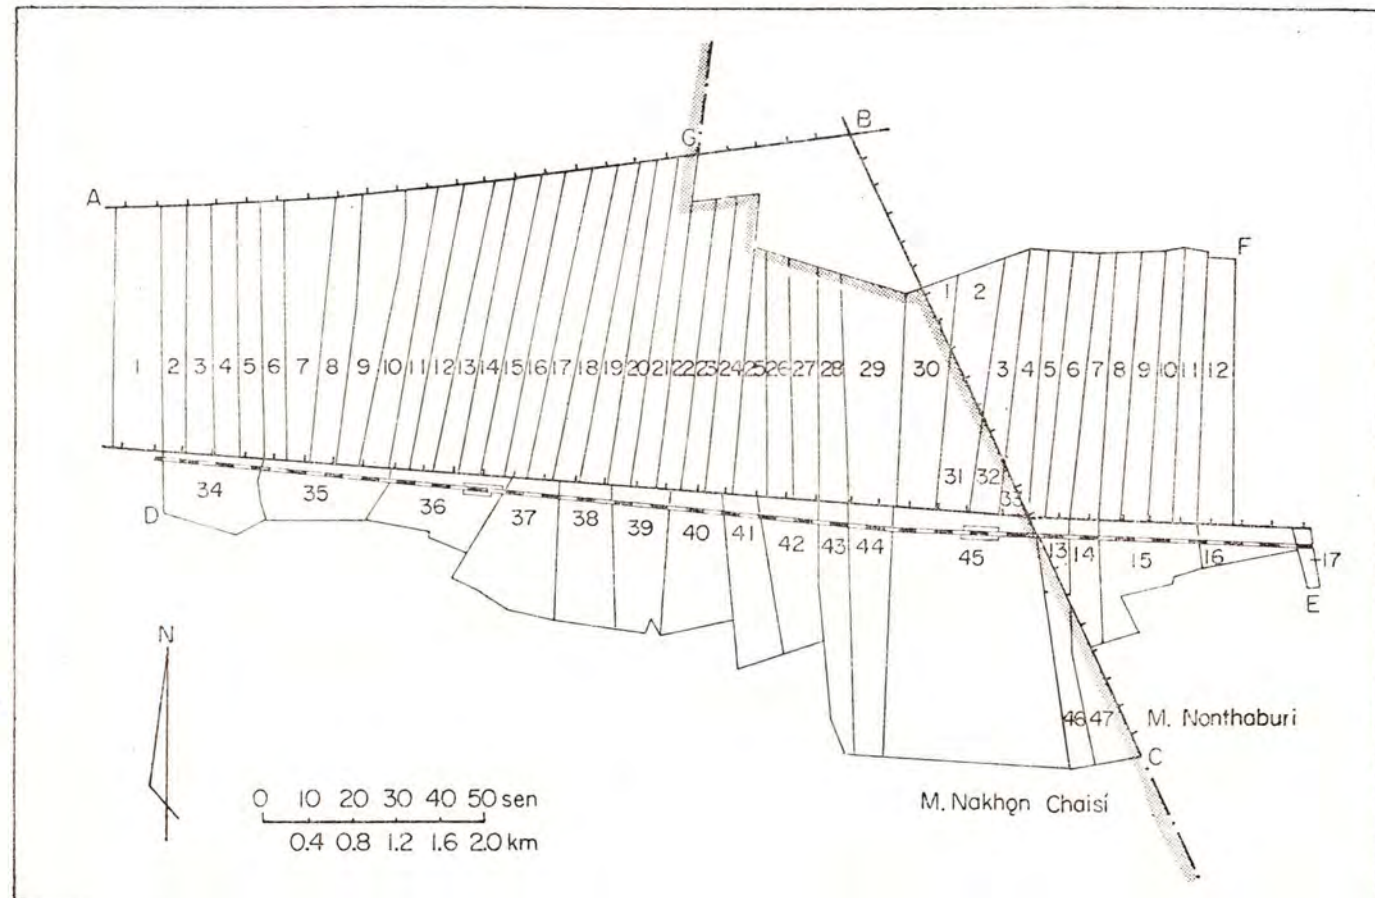 B
G
A
F
1 2
1 2 3 4 5 6 7 8 9 10 11 12 13 14 15 16 17 18 19 20 21 22 23 24 25 26 27 28 29 30 3 4 5 6 7 8 9 10 11 12
31 32 33
34 35 36 37 38 39 40 41 42 43 44 45 13 14 15 16 17
D
E
N
46 47 M. Nonthaburi
C
0 10 20 30 40 50 sen
0.4 0.8 1.2 1.6 2.0 km
M. Nakhǫn Chaisí